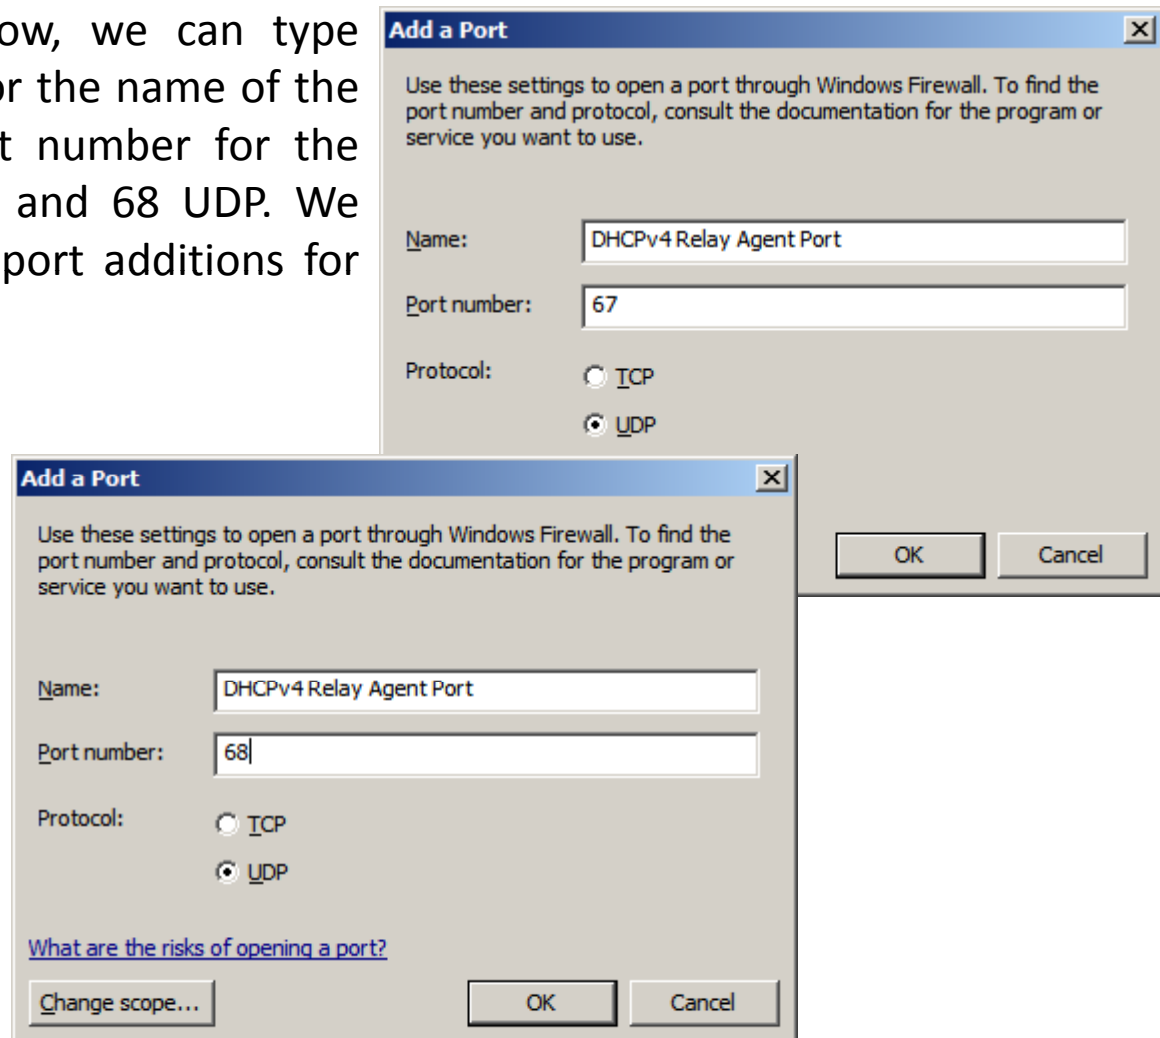 ow, we can type
or the name of the
t number for the
and 68 UDP. We
port additions for
Add a Port
Use these settings to open a port through Windows Firewall. To find the
port number and protocol, consult the documentation for the program or
service you want to use.
Name:
DHCPv4 Relay Agent Port
Port number:
67
Protocol:
TCP
UDP
OK
Cancel
Add a Port
Use these settings to open a port through Windows Firewall. To find the
port number and protocol, consult the documentation for the program or
service you want to use.
Name:
DHCPv4 Relay Agent Port
Port number:
68
Protocol:
TCP
UDP
What are the risks of opening a port?
Change scope...
OK
Cancel